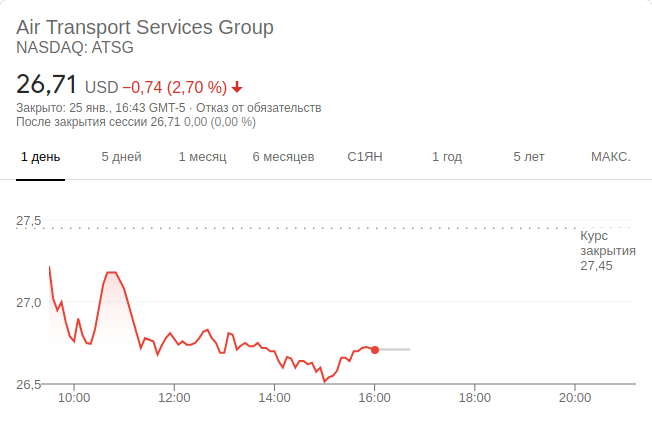 Air Transport Services Group
NASDAQ: ATSG
26,71 USD −0,74 (2,70 %)
Закрыто: 25 янв., 16:43 GMT-5 · Отказ от обязательств
После закрытия сессии 26,71 0,00 (0,00 %)
1 день 5 дней 1 месяц 6 месяцев С1ЯН 1 год 5 лет МАКС.
27,5
Курс
закрытия
27,45
27,0
26,5
10:00 12:00 14:00 16:00 18:00 20:00